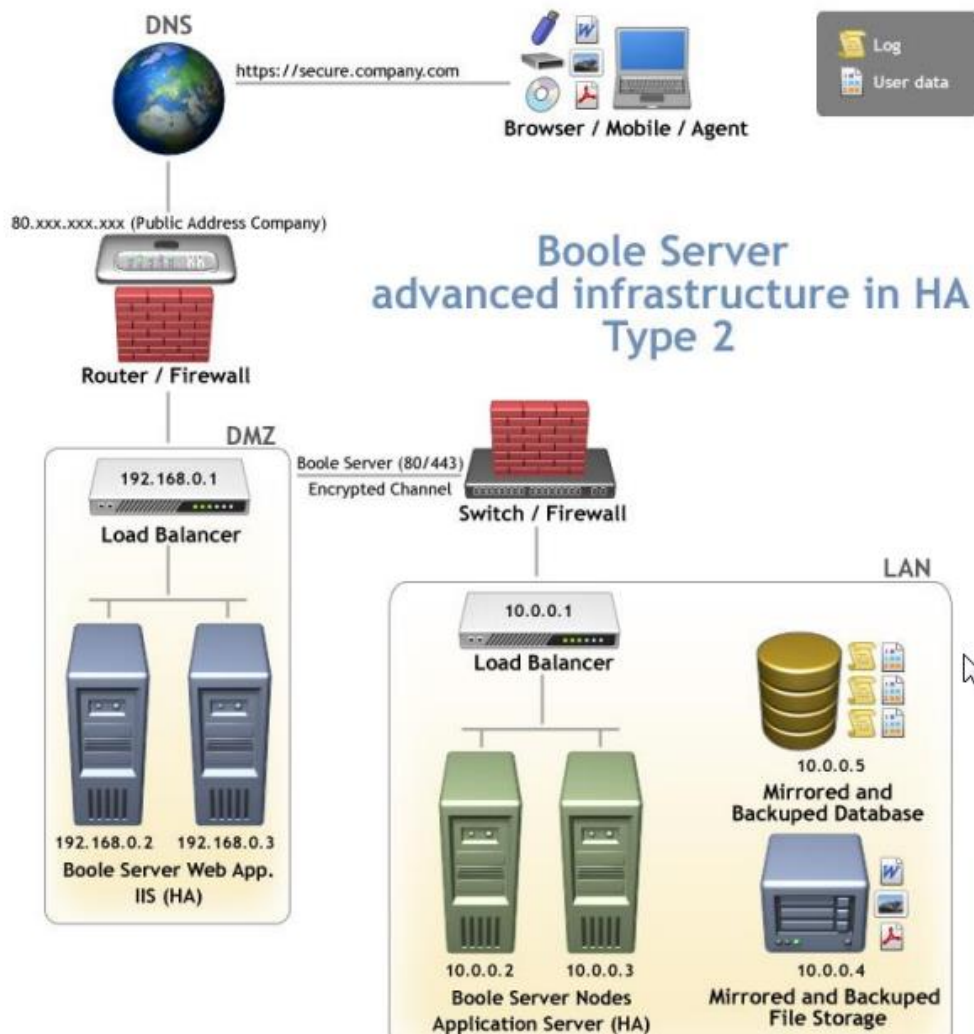 DNS
https://secure.company.com
Browser / Mobile / Agent
Log
User data
80.xxx.xxx.xxx (Public Address Company)
Router / Firewall
Boole Server
advanced infrastructure in HA
Type 2
DMZ
192.168.0.1
Load Balancer
Boole Server (80/443)
Encrypted Channel
Switch / Firewall
192.168.0.2
192.168.0.3
Boole Server Web App.
IIS (HA)
LAN
10.0.0.1
Load Balancer
10.0.0.2
10.0.0.3
Boole Server Nodes
Application Server (HA)
10.0.0.5
Mirrored and
Backuped Database
W
10.0.0.4
Mirrored and Backuped
File Storage